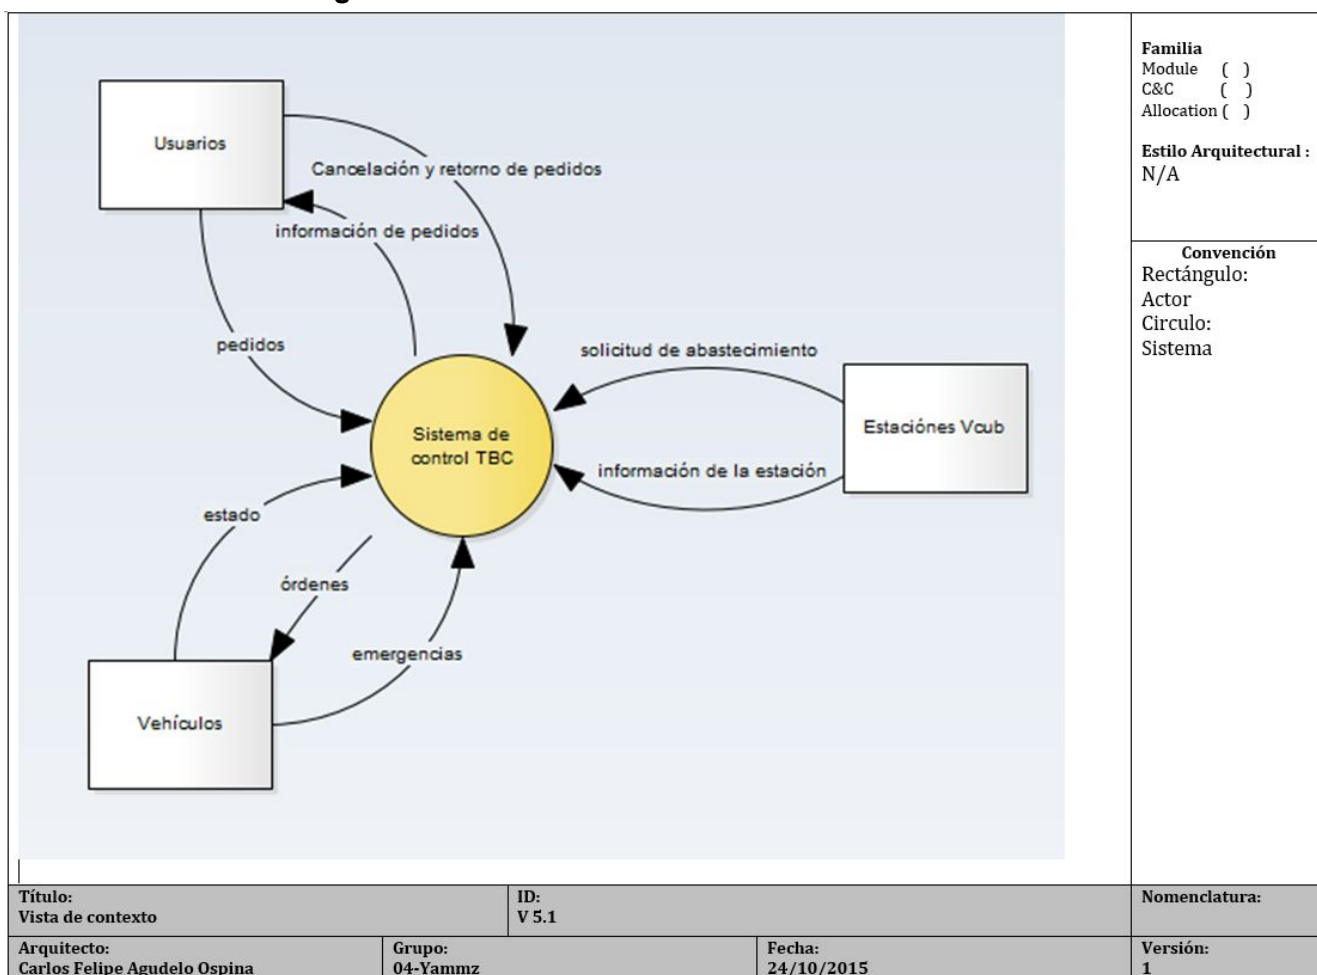 Usuarios
Cancelación y retorno de pedidos
información de pedidos
pedidos
solicitud de abastecimiento
Sistema de
control TBC
Estaciónes Vcub
información de la estación
estado
órdenes
emergencias
Vehículos
Familia
Module ( )
C&C ( )
Allocation ( )
Estilo Arquitectural :
N/A
Convención
Rectángulo:
Actor
Circulo:
Sistema
Título:
Vista de contexto
ID:
V 5.1
Nomenclatura:
Arquitecto:
Carlos Felipe Agudelo Ospina
Grupo:
04-Yammz
Fecha:
24/10/2015
Versión:
1